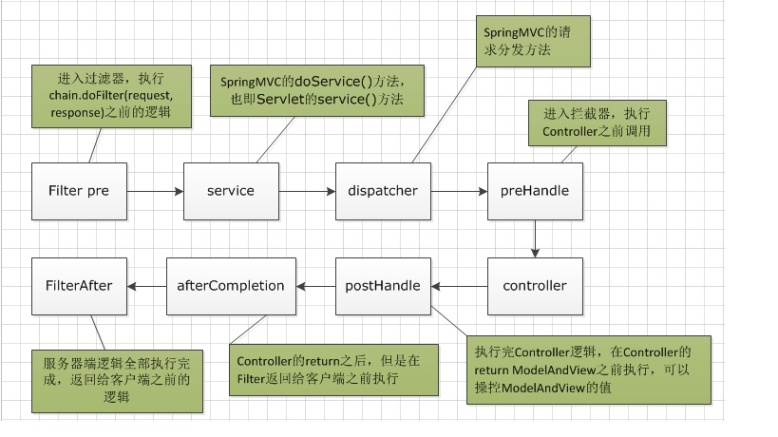 SpringMVC的请
求分发方法
进入过滤器，执行
chain.doFilter(request,
response)之前的逻辑
SpringMVC的doService()方法，
也即Servlet的service()方法
进入拦截器，执行
Controller之前调用
Filter pre
service
dispatcher
preHandle
FilterAfter
afterCompletion
postHandle
controller
服务器端逻辑全部执行完
成，返回给客户端之前的
逻辑
Controller的return之后，但是在
Filter返回给客户端之前执行
执行完Controller逻辑，在Controller的
return ModelAndView之前执行，可以
操控ModelAndView的值